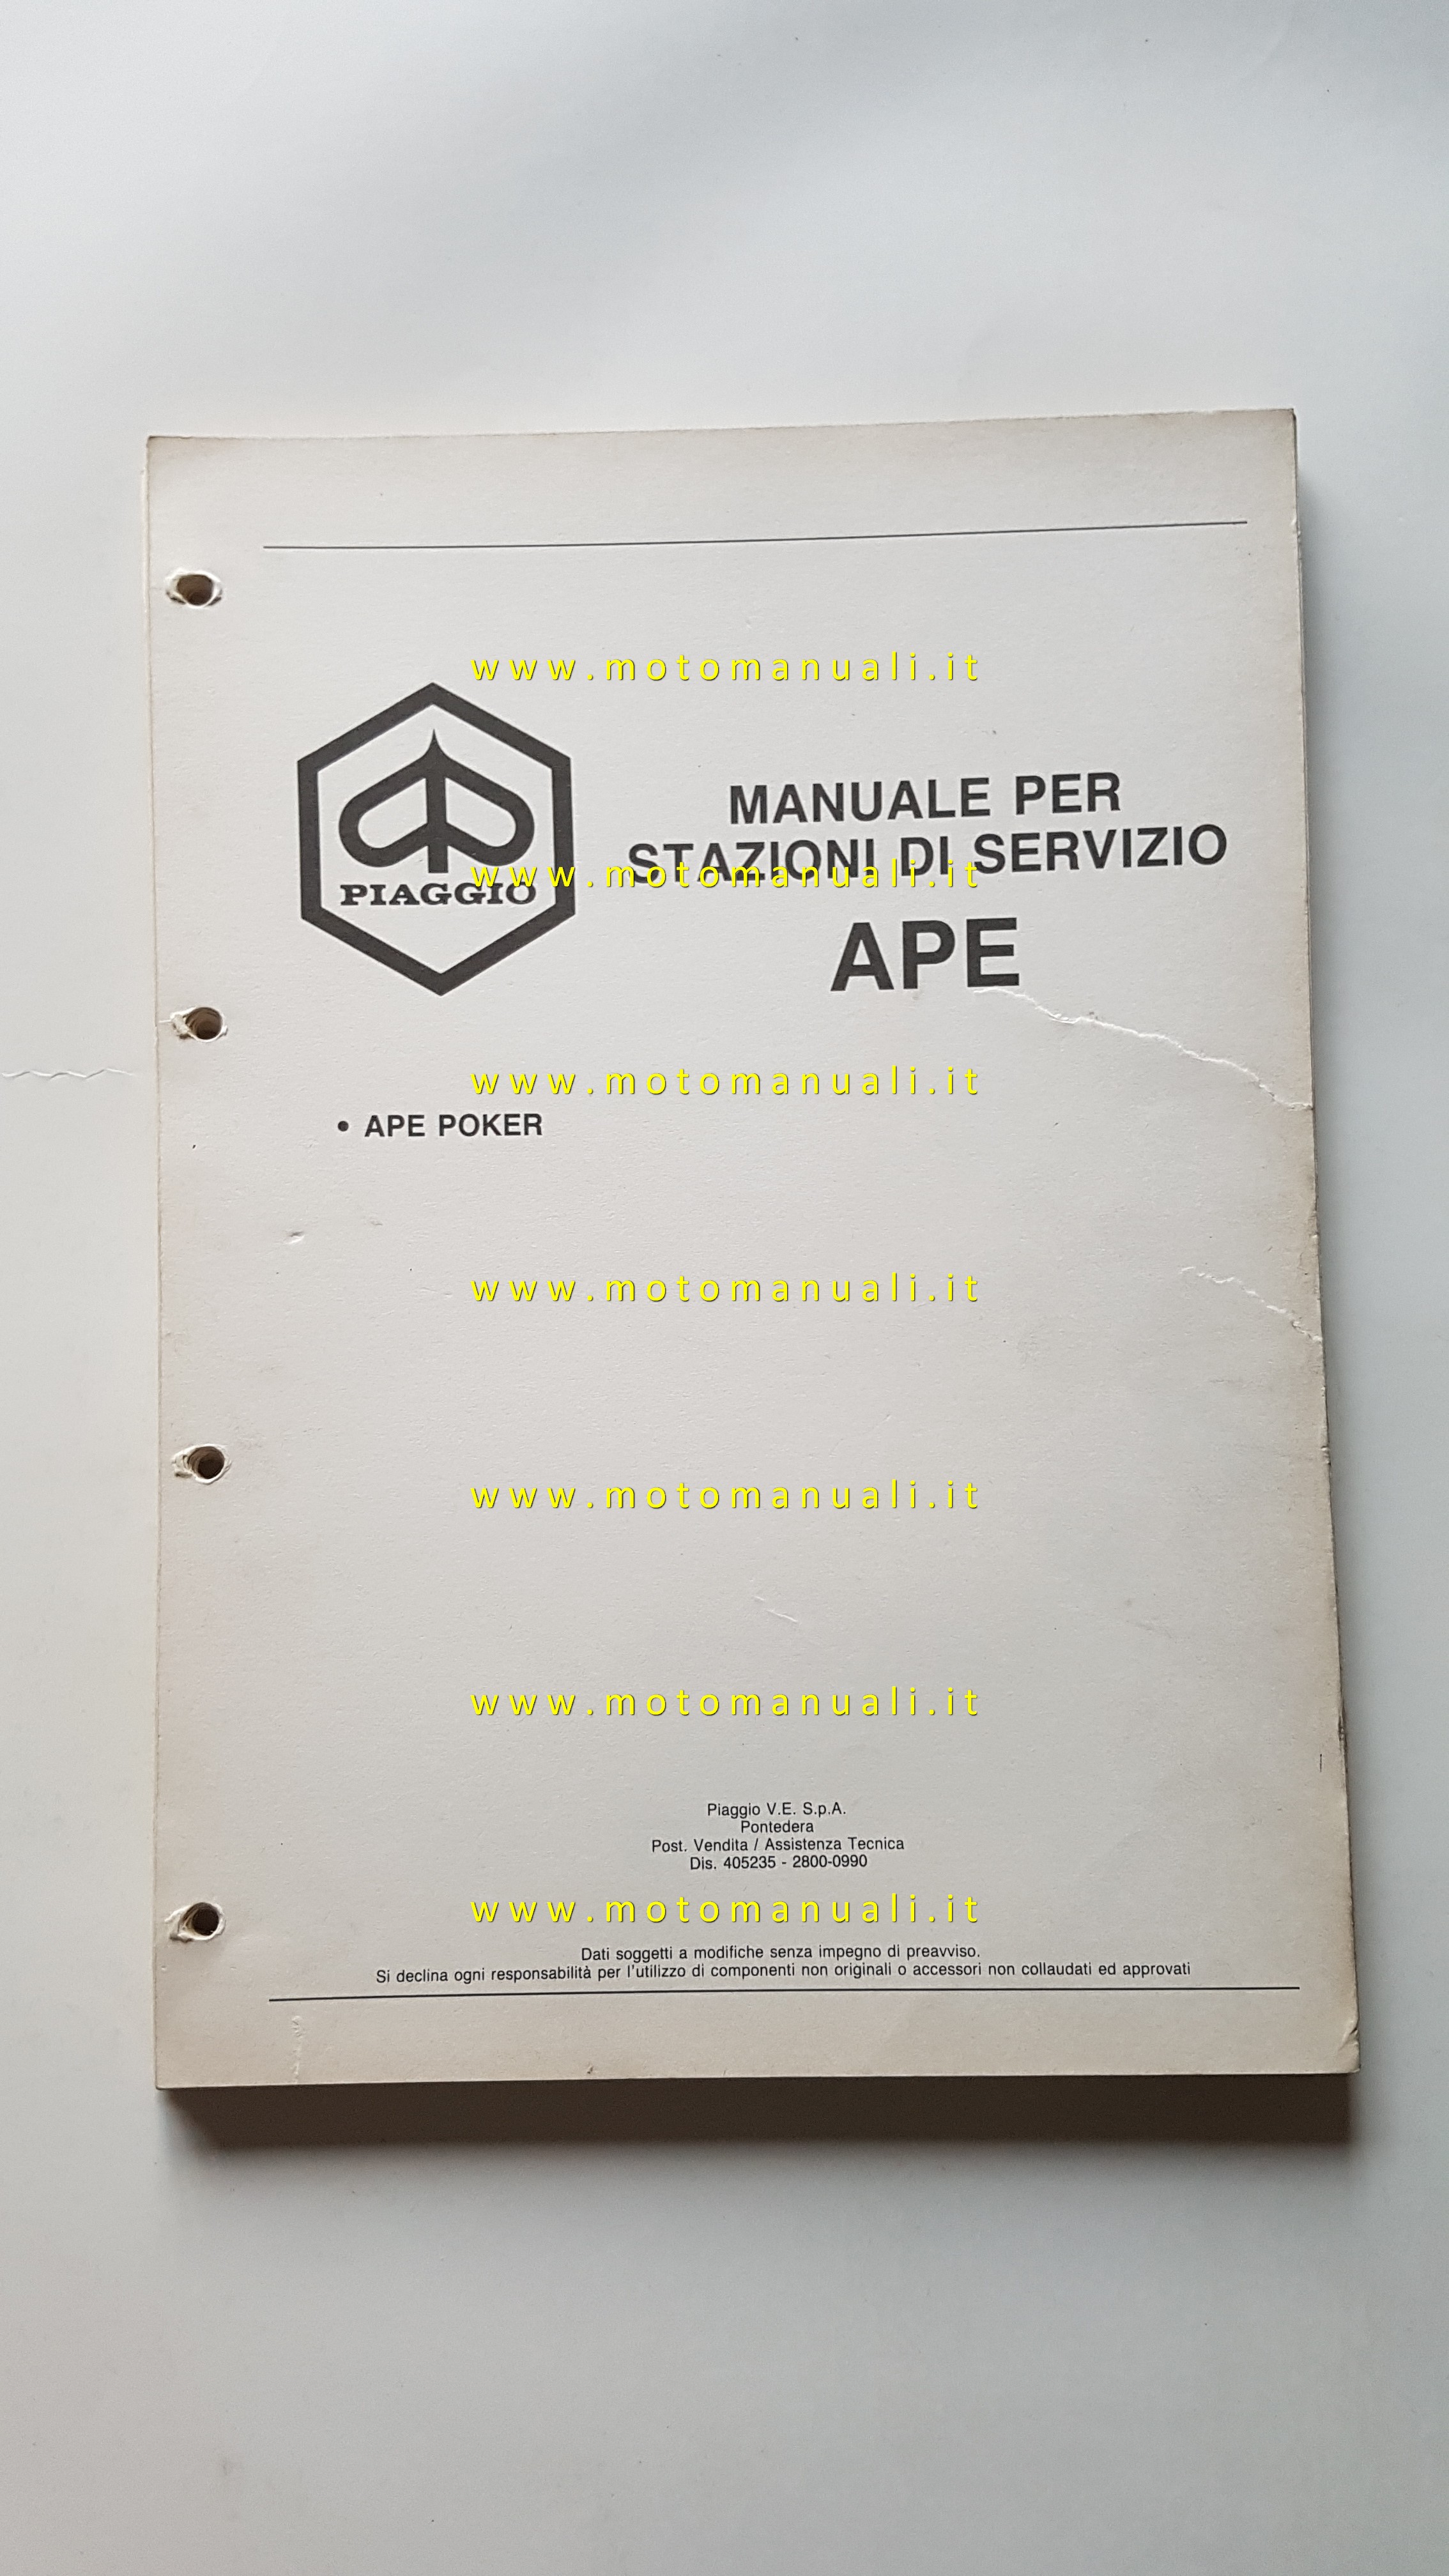 www.motomanuali.it
MANUALE PER
STAZIONI DI SERVIZIO
www.motomanuali.it
PIAGGIO
APE
www.motomanuali.it
• APE POKER
www.motomanuali.it
www.motomanuali.it
www.motomanuali.it
Piaggio V.E. S.p.A.
Pontedera
Post. Vendita / Assistenza Tecnica
Dis. 405235 - 2800-0990
www.motomanuali.it
Dati soggetti a modifiche senza impegno di preavviso.
Si declina ogni responsabilità per l'utilizzo di componenti non originali o accessori non collaudati ed approvati